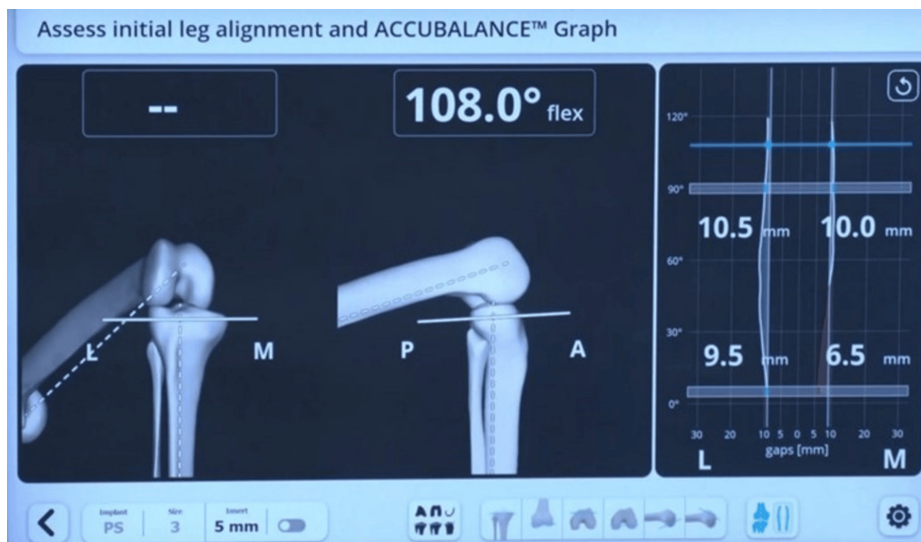 Assess initial leg alignment and ACCUBALANCE™ Graph
--
108.0° flex
L M
P A
120°
90°
10.5 mm 10.0 mm
60°
30°
9.5 mm 6.5 mm
0°
30 20 10 5 0 5 10 20 30
gaps [mm]
L M
Implant Size Insert
PS 3 5 mm